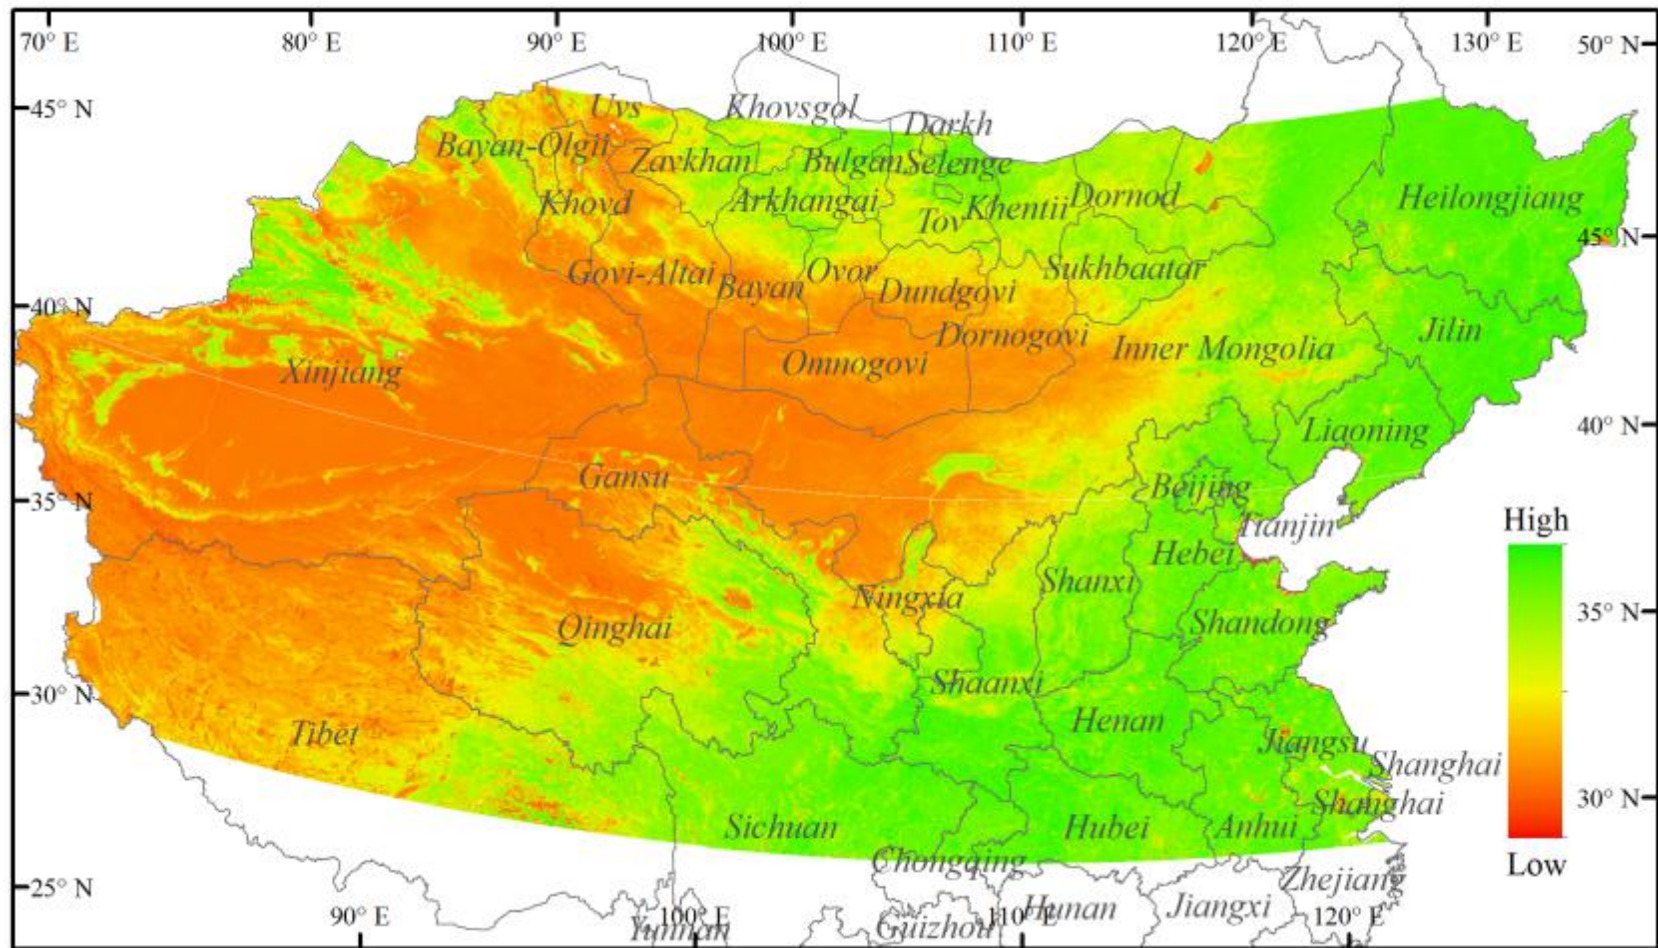 70° E 80° E 90° E 100° E 110° E 120° E 130° E 50° N
45° N
Uvs Khovsgol Darkh
Bayan-Olgii Zavkhan Bulgan Selenge
Khovd Arkhangai Tov Khentii Dornod Heilongjiang
45° N
Govi-Altai Bayan Ovor Dundgovi Sukhbaatar
40° N
Dornogovi Inner Mongolia Jilin
Xinjiang Omnogovi
Liaoning 40° N
Gansu Beijing
35° N
Tianjin High
Hebei
Shanxi
Ningxia
Qinghai Shandong 35° N
30° N
Shaanxi
Tibet Henan
Jiangsu Shanghai
Shanghai 30° N
Sichuan Hubei Anhui
Chongqing Low
25° N
Zhejiang
90° E 100° E 110° E 120° E
Hunan Jiangxi
Yunnan Guizhou